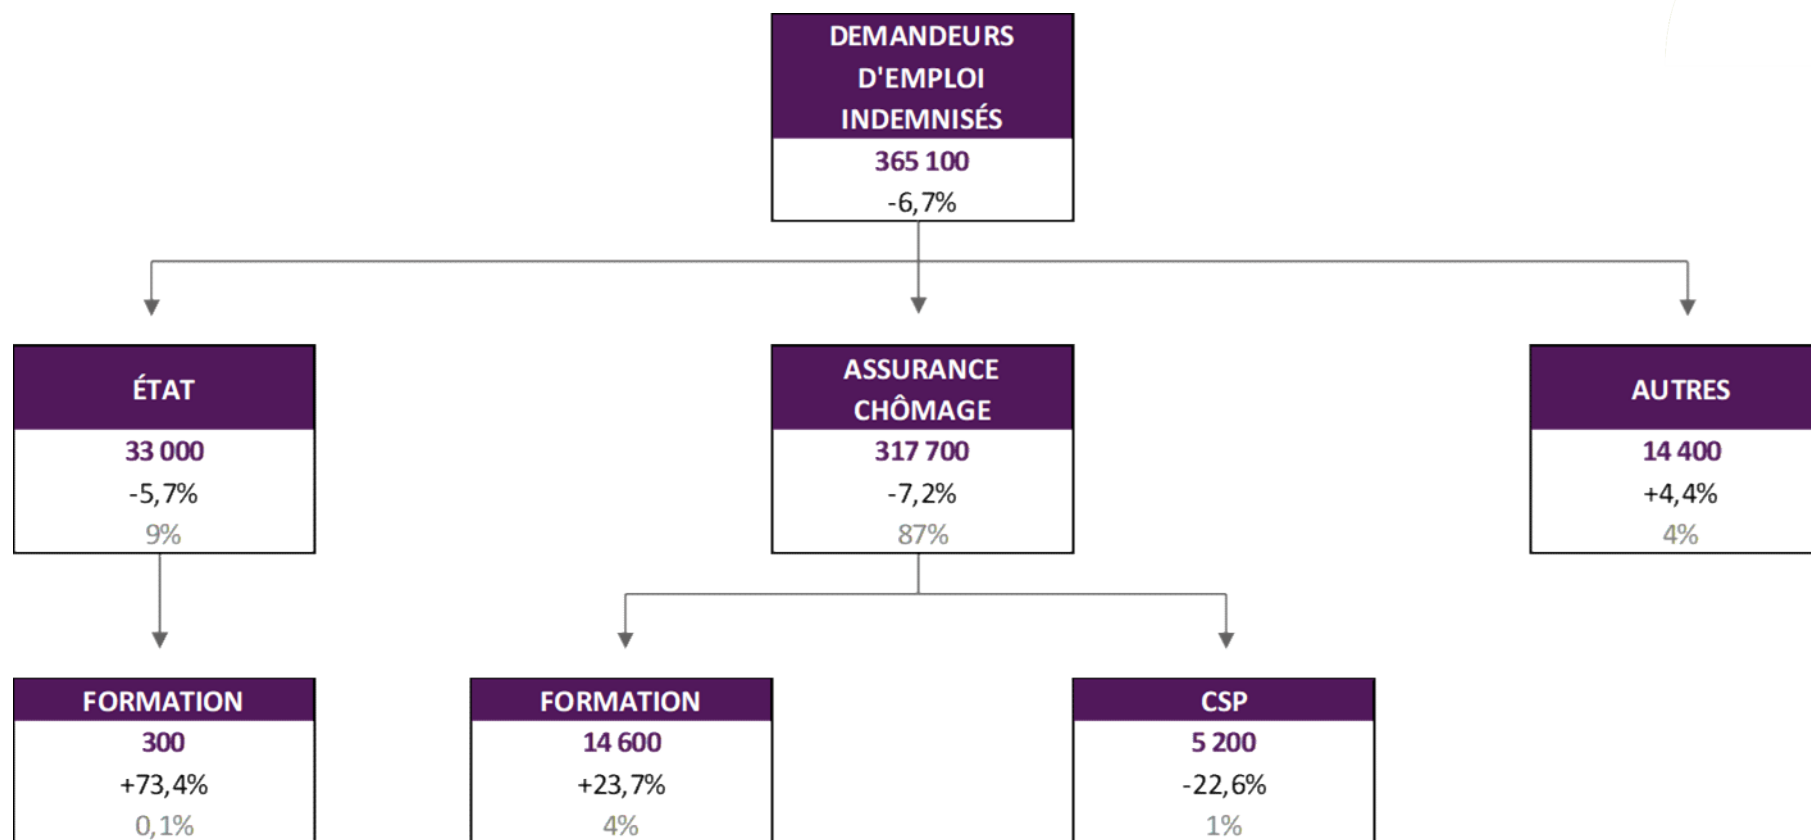 DEMANDEURS
D'EMPLOI
INDEMNISÉS
365 100
-6,7%
ÉTAT
33 000
-5,7%
9%
ASSURANCE
CHÔMAGE
317 700
-7,2%
87%
AUTRES
14 400
+4,4%
4%
FORMATION
300
+73,4%
0,1%
FORMATION
14 600
+23,7%
4%
CSP
5 200
-22,6%
1%